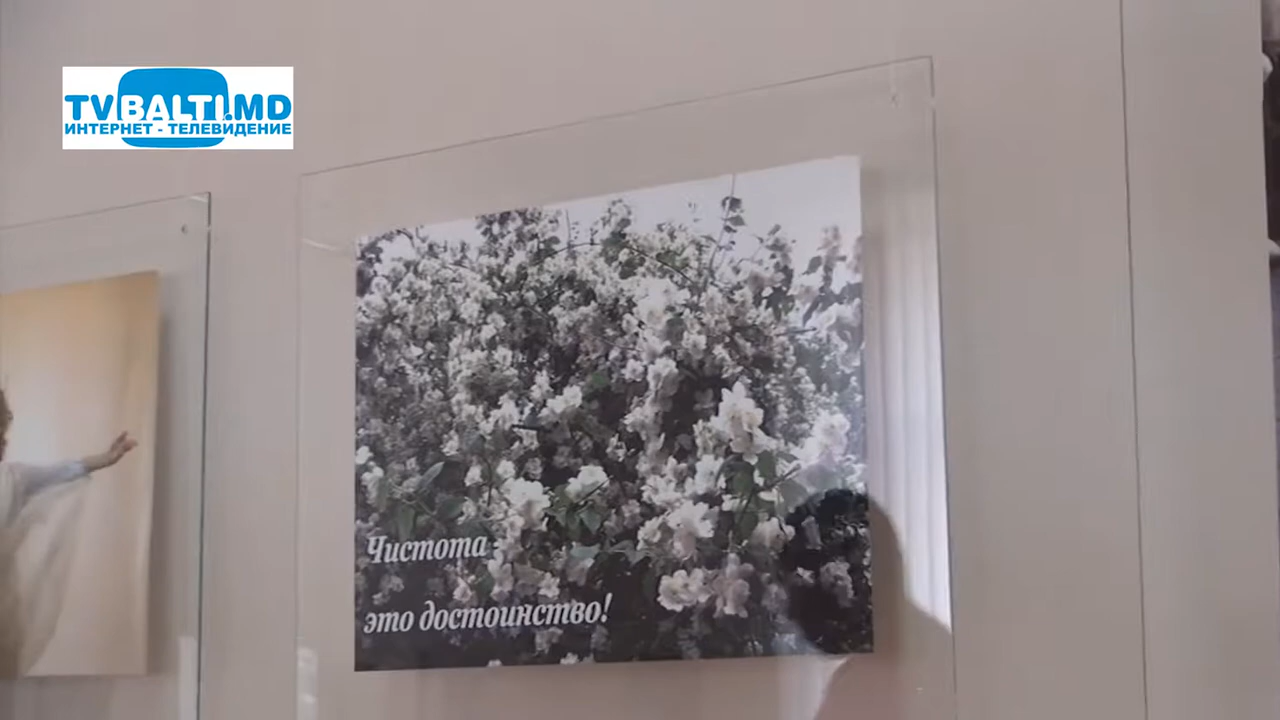 TVBALTI.MD
ИНТЕРНЕТ - ТЕЛЕВИДЕНИЕ
Чистота -
это достоинство!